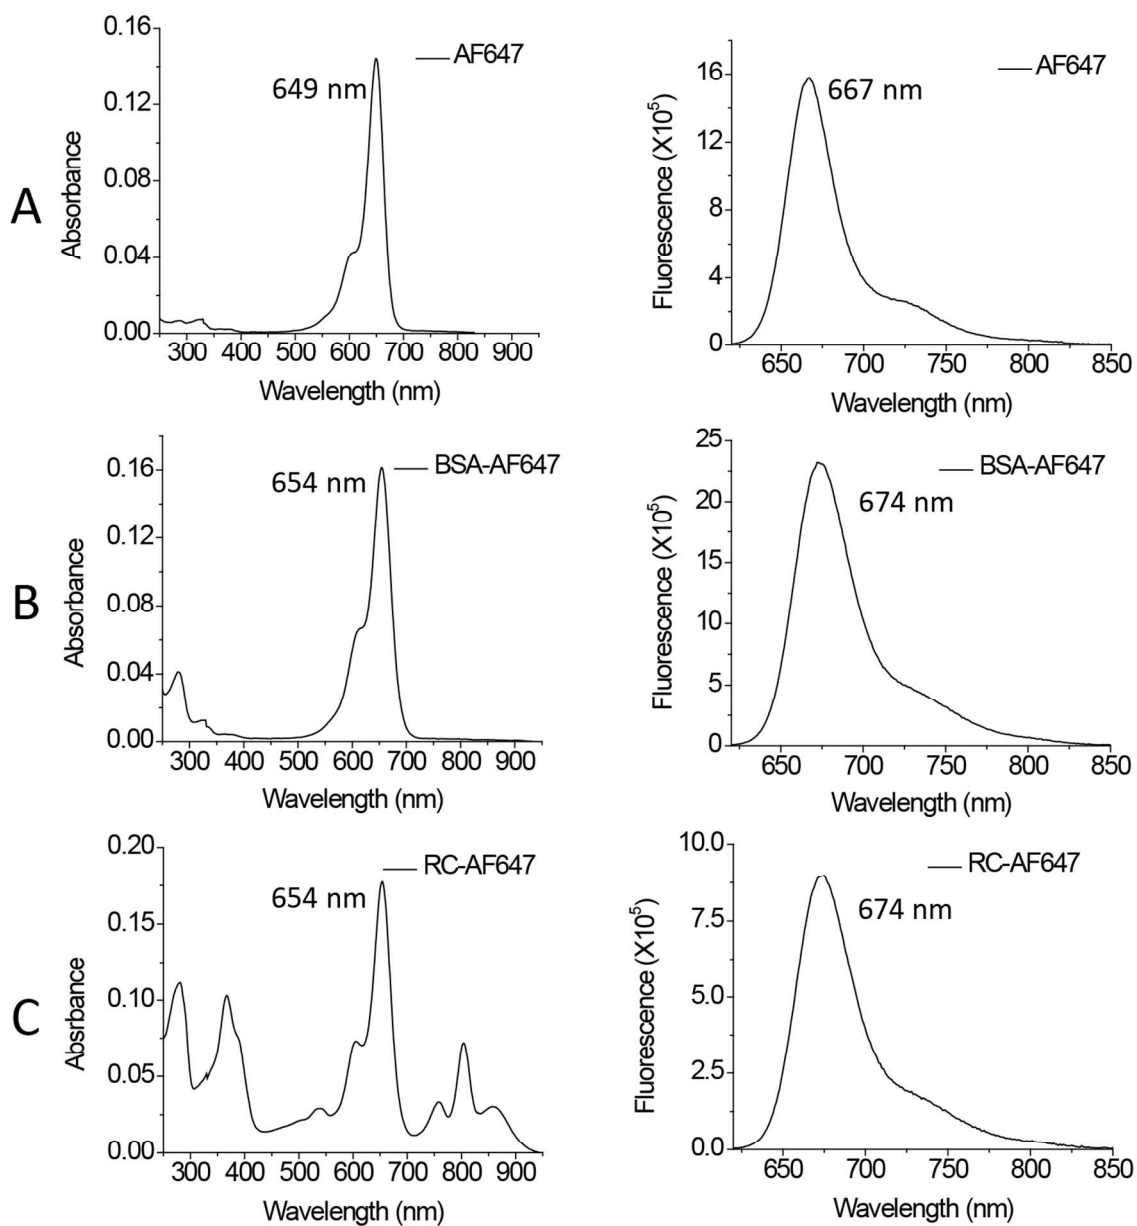 A
0.16
0.12
0.08
0.04
0.00
Absorbance
AF647
649 nm
300 400 500 600 700 800 900
Wavelength (nm)
16
12
8
4
0
Fluorescence (X10⁵)
AF647
667 nm
650 700 750 800 850
Wavelength (nm)
B
0.16
0.12
0.08
0.04
0.00
Absorbance
BSA-AF647
654 nm
300 400 500 600 700 800 900
Wavelength (nm)
25
20
15
10
5
0
Fluorescence (X10⁵)
BSA-AF647
674 nm
650 700 750 800 850
Wavelength (nm)
C
0.20
0.15
0.10
0.05
0.00
Absrbance
RC-AF647
654 nm
300 400 500 600 700 800 900
Wavelength (nm)
10.0
7.5
5.0
2.5
0.0
Fluorescence (X10⁵)
RC-AF647
674 nm
650 700 750 800 850
Wavelength (nm)